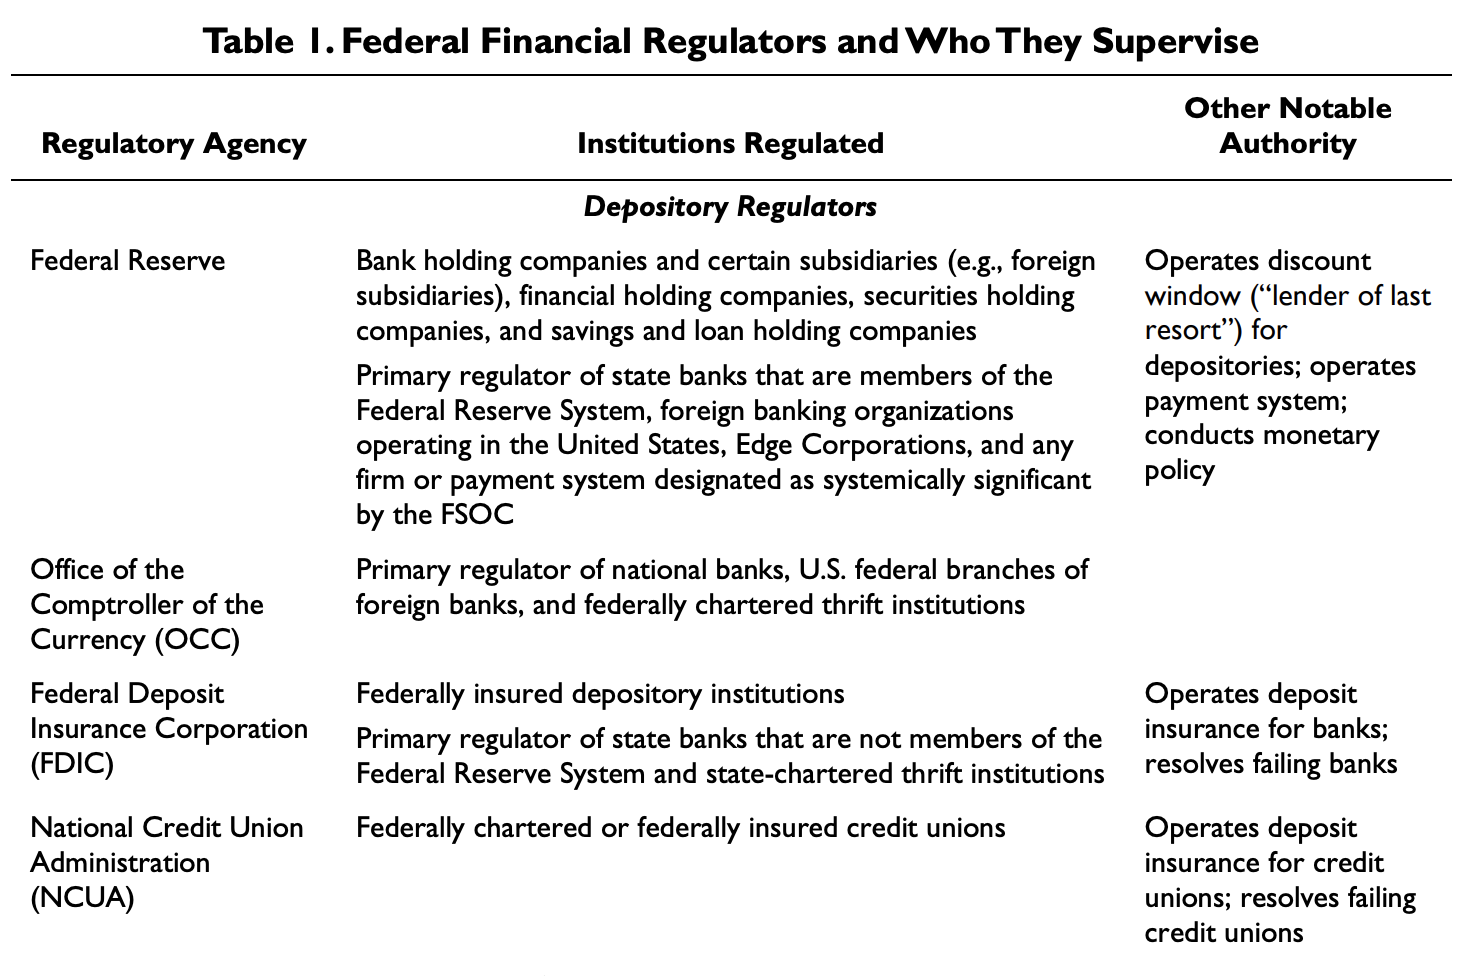 Table 1. Federal Financial Regulators and Who They Supervise
Regulatory Agency
Institutions Regulated
Other Notable
Authority
Depository Regulators
Federal Reserve
Bank holding companies and certain subsidiaries (e.g., foreign
subsidiaries), financial holding companies, securities holding
companies, and savings and loan holding companies
Primary regulator of state banks that are members of the
Federal Reserve System, foreign banking organizations
operating in the United States, Edge Corporations, and any
firm or payment system designated as systemically significant
by the FSOC
Operates discount
window (“lender of last
resort”) for
depositories; operates
payment system;
conducts monetary
policy
Office of the
Comptroller of the
Currency (OCC)
Primary regulator of national banks, U.S. federal branches of
foreign banks, and federally chartered thrift institutions
Federal Deposit
Insurance Corporation
(FDIC)
Federally insured depository institutions
Primary regulator of state banks that are not members of the
Federal Reserve System and state-chartered thrift institutions
Operates deposit
insurance for banks;
resolves failing banks
National Credit Union
Administration
(NCUA)
Federally chartered or federally insured credit unions
Operates deposit
insurance for credit
unions; resolves failing
credit unions